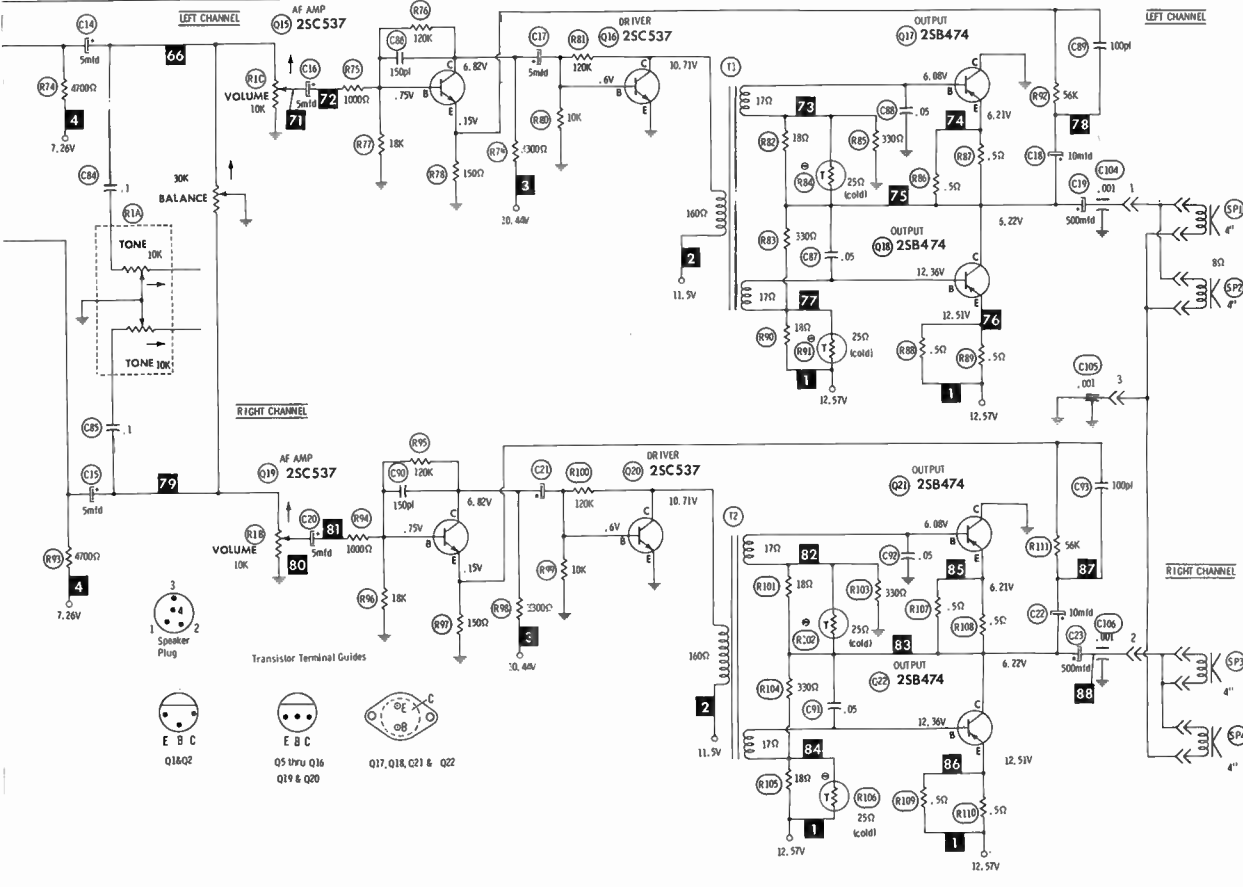 LEFT CHANNEL
AF AMP
Q15 2SC537
C14
5mfd
66
R74 4700Ω
4
7.26V
R1C
VOLUME
10K
71
C16
5mfd
72
R75
1000Ω
R76
120K
C86
150pf
6.82V
C
B
E
.75V
.15V
R77 18K
R78 150Ω
3300Ω
3
10.44V
C17
5mfd
R81
120K
DRIVER
Q16 2SC537
.6V
R80 10K
C
B
E
10.71V
T1
160Ω
2
11.5V
17Ω
73
R82 18Ω
R84
T
25Ω
(cold)
R85 330Ω
C88 .05
OUTPUT
Q17 2SB474
6.08V
C
B
E
74
6.21V
R86 .5Ω
R87 .5Ω
75
R83 330Ω
C87 .05
OUTPUT
Q18 2SB474
12.36V
C
B
E
6.22V
17Ω
77
R90 18Ω
R91
T
25Ω
(cold)
1
12.57V
12.51V
76
R88 .5Ω
R89 .5Ω
1
12.57V
LEFT CHANNEL
C89 100pf
R92 56K
78
C18 10mfd
C19
500mfd
C104
.001
1
SP1
4"
8Ω
SP2
4"
C105
.001
3
C84 .1
30K
BALANCE
R1A
TONE
10K
TONE 10K
C85 .1
RIGHT CHANNEL
AF AMP
Q19 2SC537
C15
5mfd
79
R93 4700Ω
4
7.26V
R1B
VOLUME
10K
80
C20
5mfd
81
R94
1000Ω
R95
120K
C90
150pf
6.82V
C
B
E
.75V
.15V
R96 18K
R97 150Ω
R98 3300Ω
3
10.44V
C21
5mfd
R100
120K
DRIVER
Q20 2SC537
.6V
R99 10K
C
B
E
10.71V
T2
160Ω
2
11.5V
17Ω
82
R101 18Ω
R102
T
25Ω
(cold)
R103 330Ω
C92 .05
OUTPUT
Q21 2SB474
6.08V
C
B
E
85
6.21V
R107 .5Ω
R108 .5Ω
83
R104 330Ω
C91 .05
OUTPUT
Q22 2SB474
12.36V
C
B
E
6.22V
17Ω
84
R105 18Ω
T
R106
25Ω
(cold)
1
12.57V
86
12.51V
R109 .5Ω
R110 .5Ω
1
12.57V
C93 100pf
R111 56K
87
C22 10mfd
C23
500mfd
C106
.001
88
2
RIGHT CHANNEL
SP3
4"
SP4
4"
3
4
1 2
Speaker
Plug
Transistor Terminal Guides
E B C
Q1&Q2
E B C
Q5 thru Q16
Q19 & Q20
E
C
B
Q17, Q18, Q21 & Q22